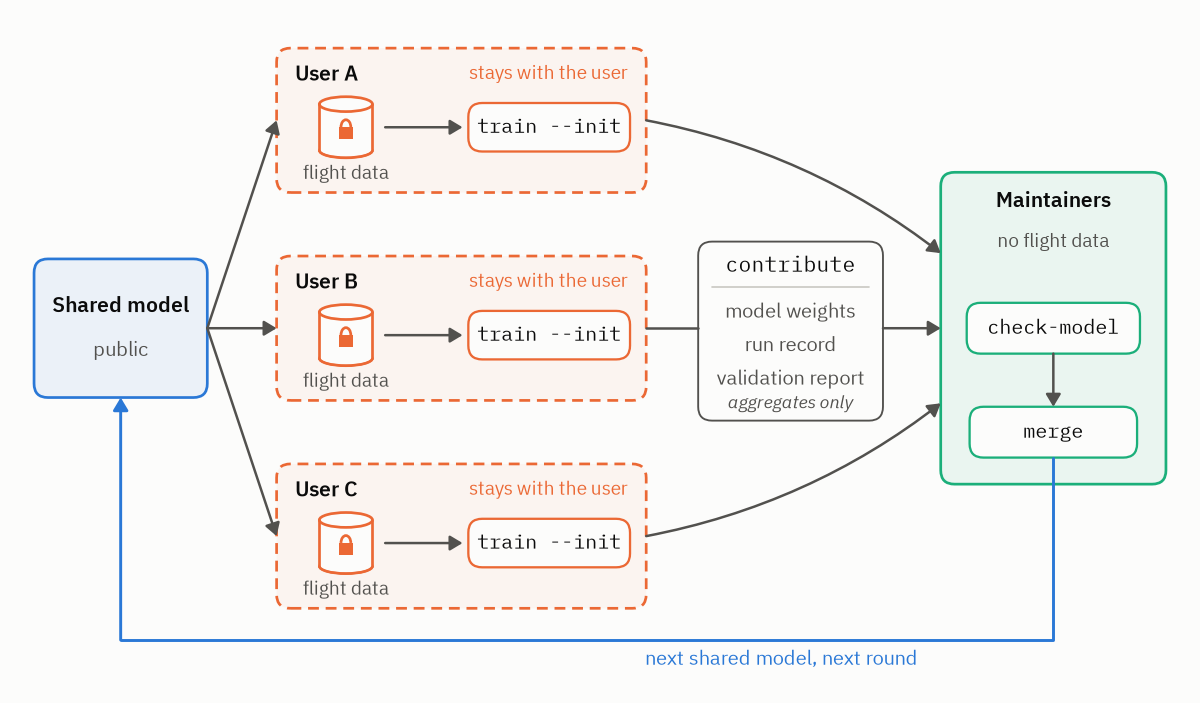 User A
stays with the user
train --init
flight data
Shared model
public
User B
stays with the user
train --init
flight data
contribute
model weights
run record
validation report
aggregates only
User C
stays with the user
train --init
flight data
Maintainers
no flight data
check-model
merge
next shared model, next round